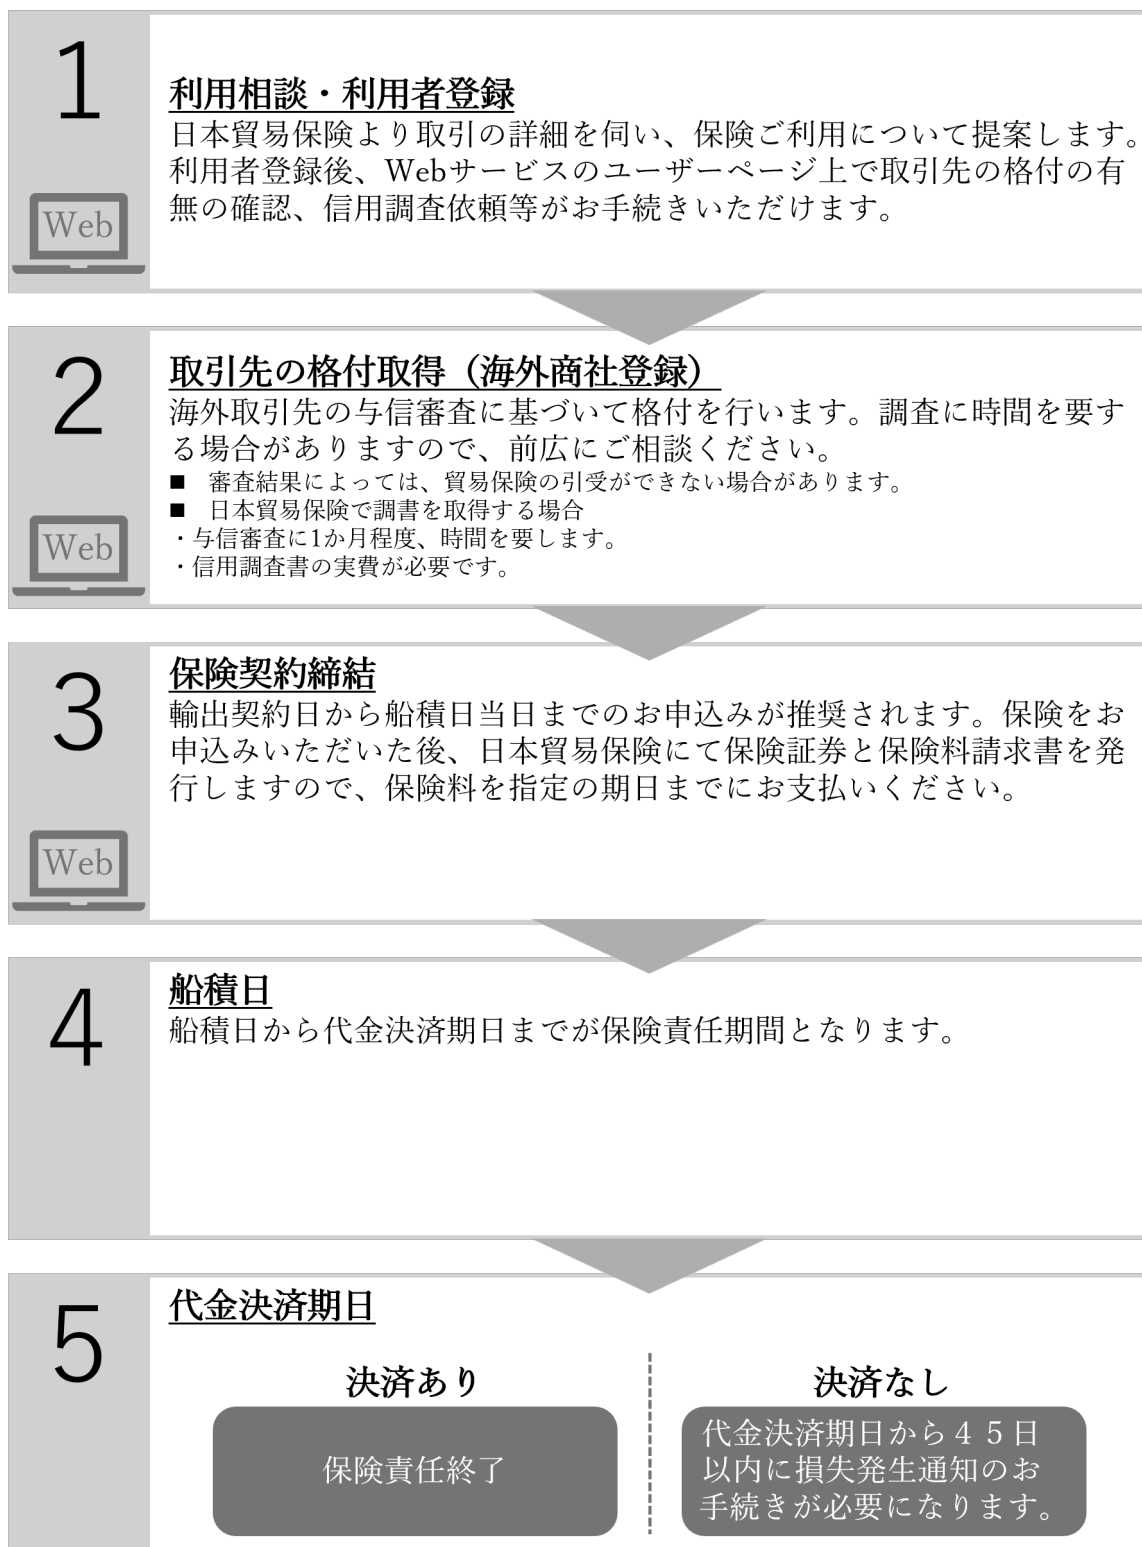 1
利用相談・利用者登録
日本貿易保険より取引の詳細を伺い、保険ご利用について提案します。
利用者登録後、Webサービスのユーザーページ上で取引先の格付の有
無の確認、信用調査依頼等がお手続きいただけます。
Web
2
取引先の格付取得（海外商社登録）
海外取引先の与信審査に基づいて格付を行います。調査に時間を要す
る場合がありますので、前広にご相談ください。
■ 審査結果によっては、貿易保険の引受ができない場合があります。
■ 日本貿易保険で調書を取得する場合
・与信審査に1か月程度、時間を要します。
・信用調査書の実費が必要です。
Web
3
保険契約締結
輸出契約日から船積日当日までのお申込みが推奨されます。保険をお
申込みいただいた後、日本貿易保険にて保険証券と保険料請求書を発
行しますので、保険料を指定の期日までにお支払いください。
Web
4
船積日
船積日から代金決済期日までが保険責任期間となります。
5
代金決済期日
決済あり
保険責任終了
決済なし
代金決済期日から４５日
以内に損失発生通知のお
手続きが必要になります。